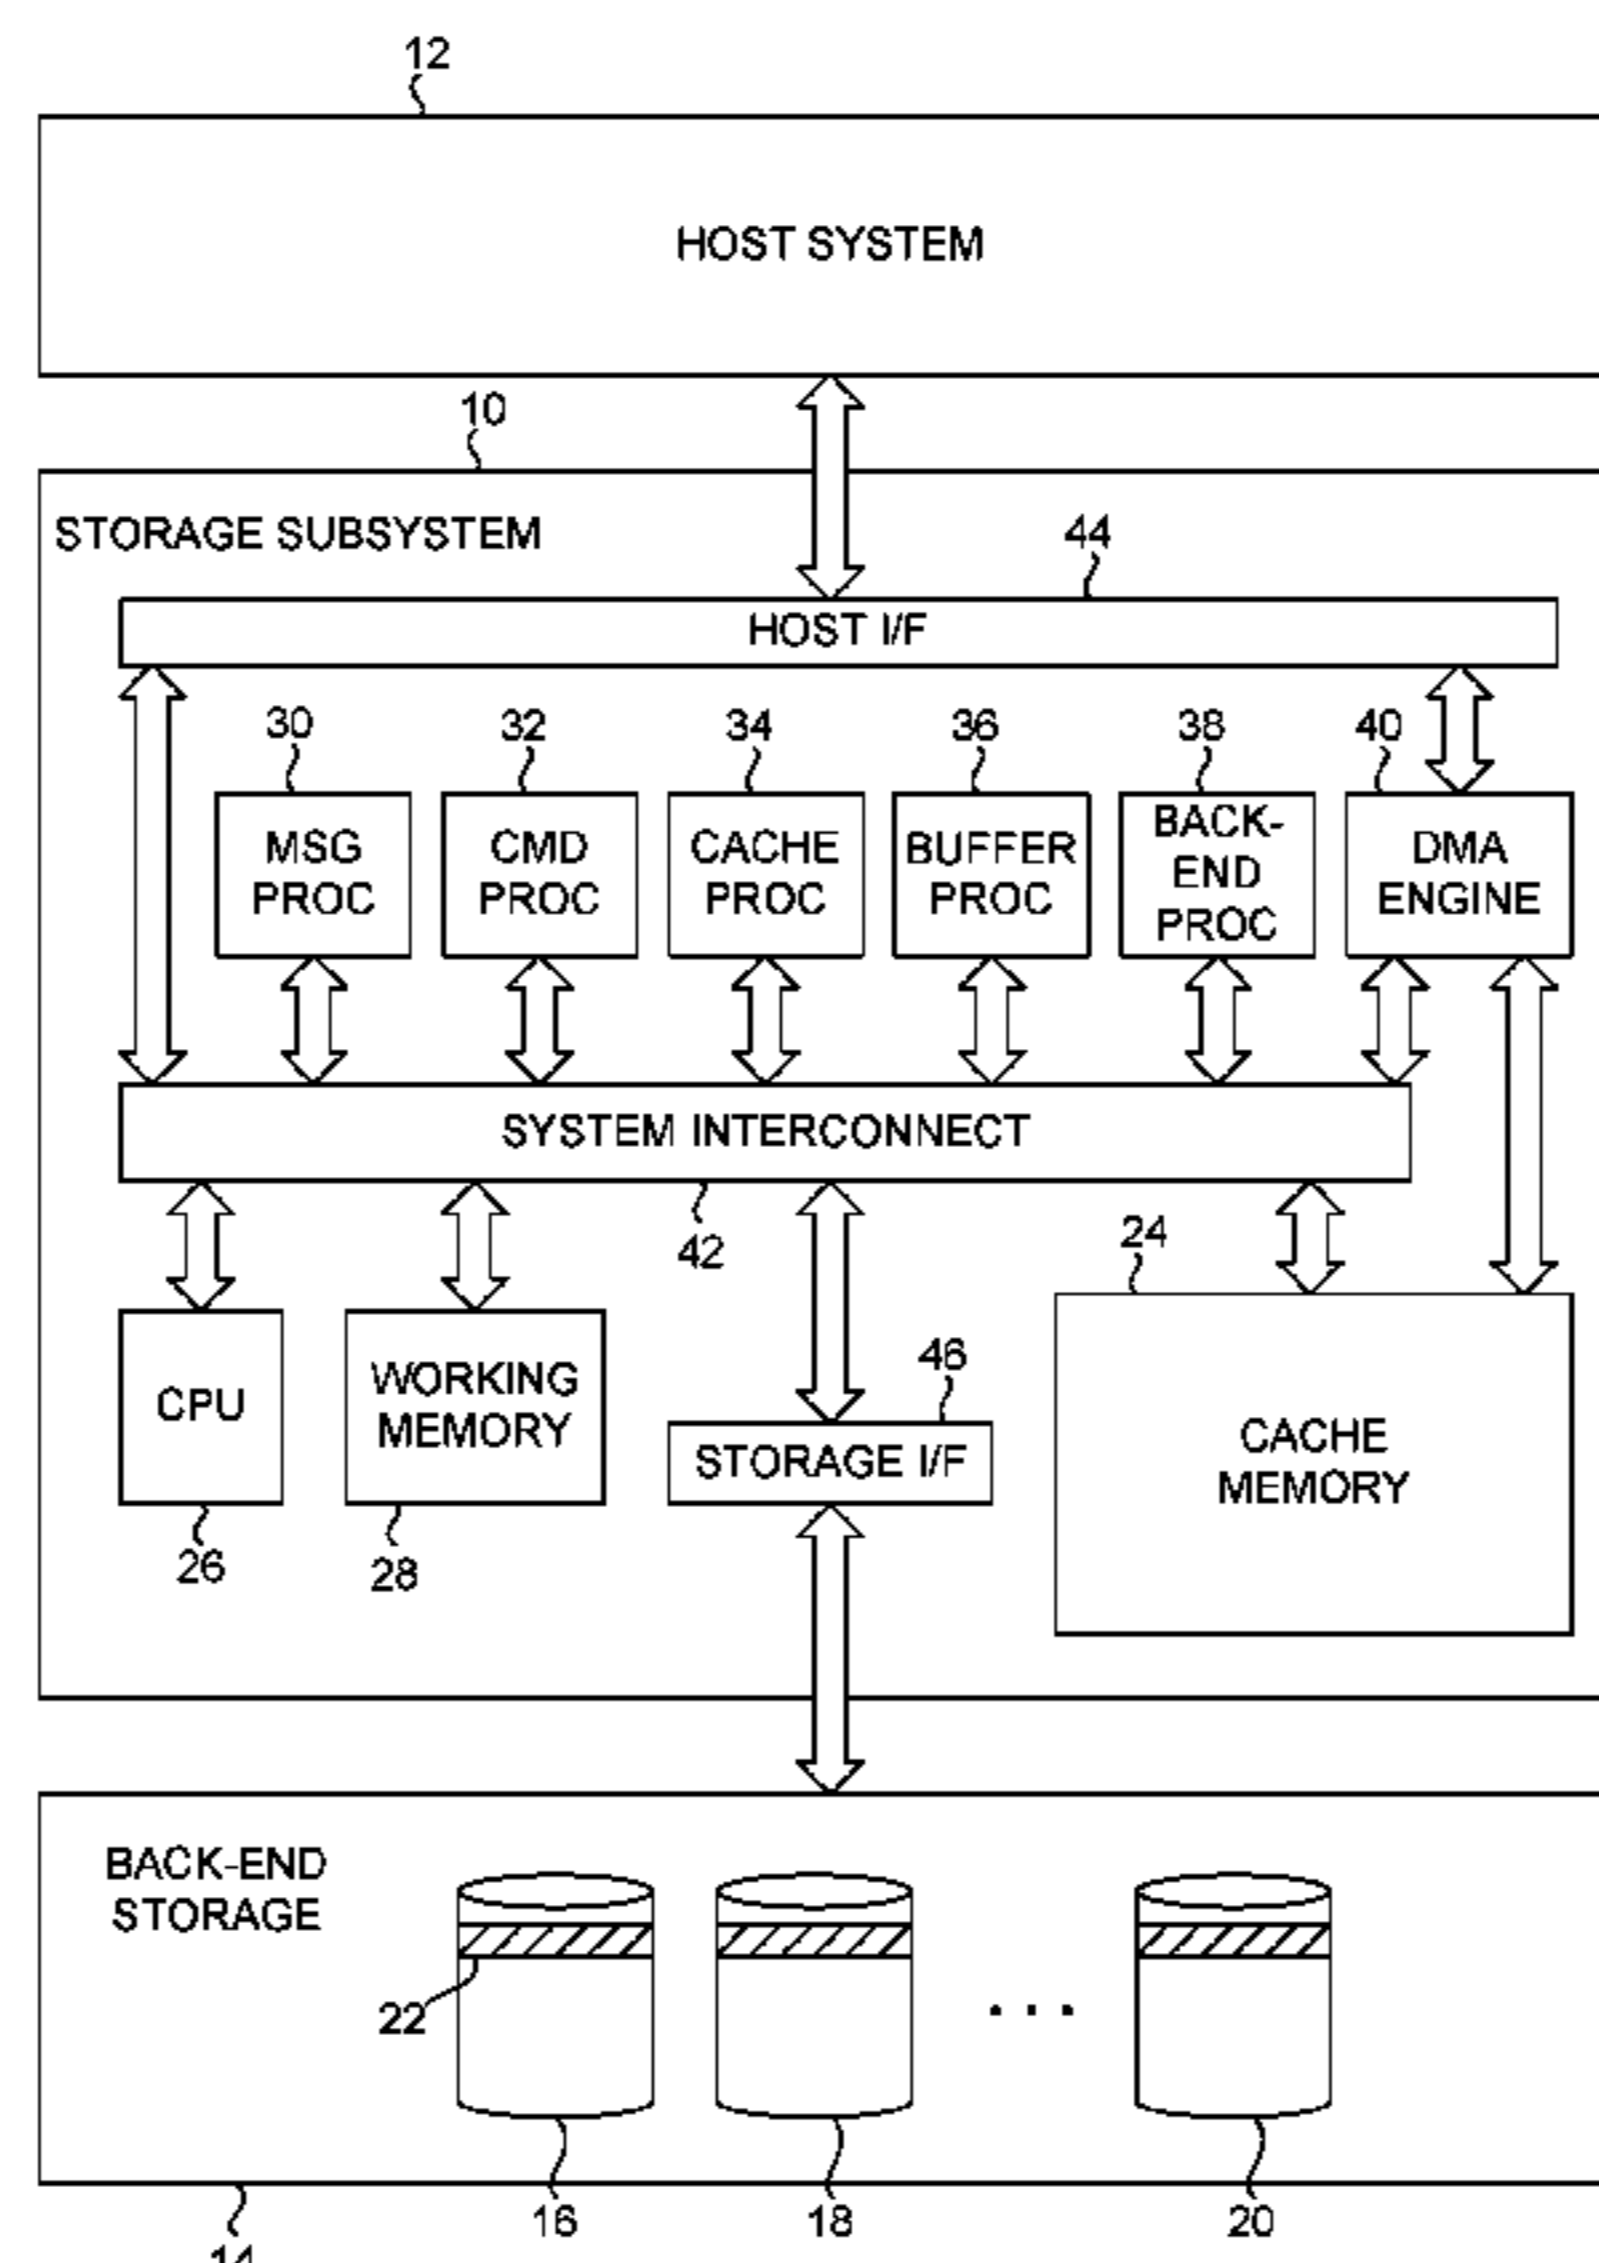 12
HOST SYSTEM
10
STORAGE SUBSYSTEM
44
HOST I/F
30
32
34
36
38
40
MSG
PROC
CMD
PROC
CACHE
PROC
BUFFER
PROC
BACK-
END
PROC
DMA
ENGINE
SYSTEM INTERCONNECT
42
24
CPU
WORKING
MEMORY
46
STORAGE I/F
CACHE
MEMORY
26
28
BACK-END
STORAGE
22
...
16
18
20
14